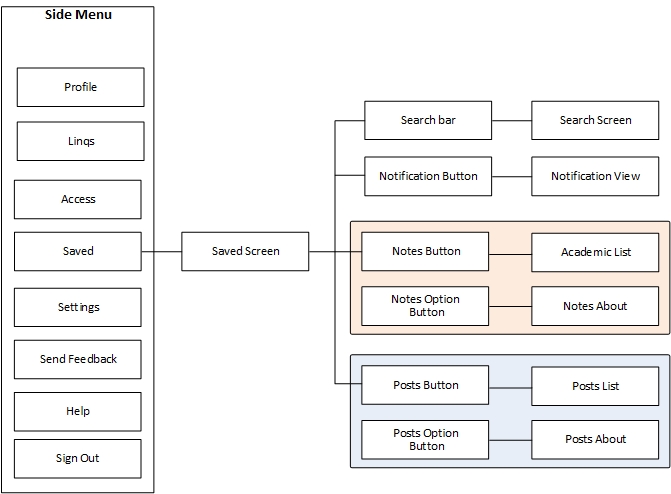 Side Menu
Profile
Linqs
Access
Saved
Settings
Send Feedback
Help
Sign Out
Saved Screen
Search bar
Search Screen
Notification Button
Notification View
Notes Button
Academic List
Notes Option
Button
Notes About
Posts Button
Posts List
Posts Option
Button
Posts About